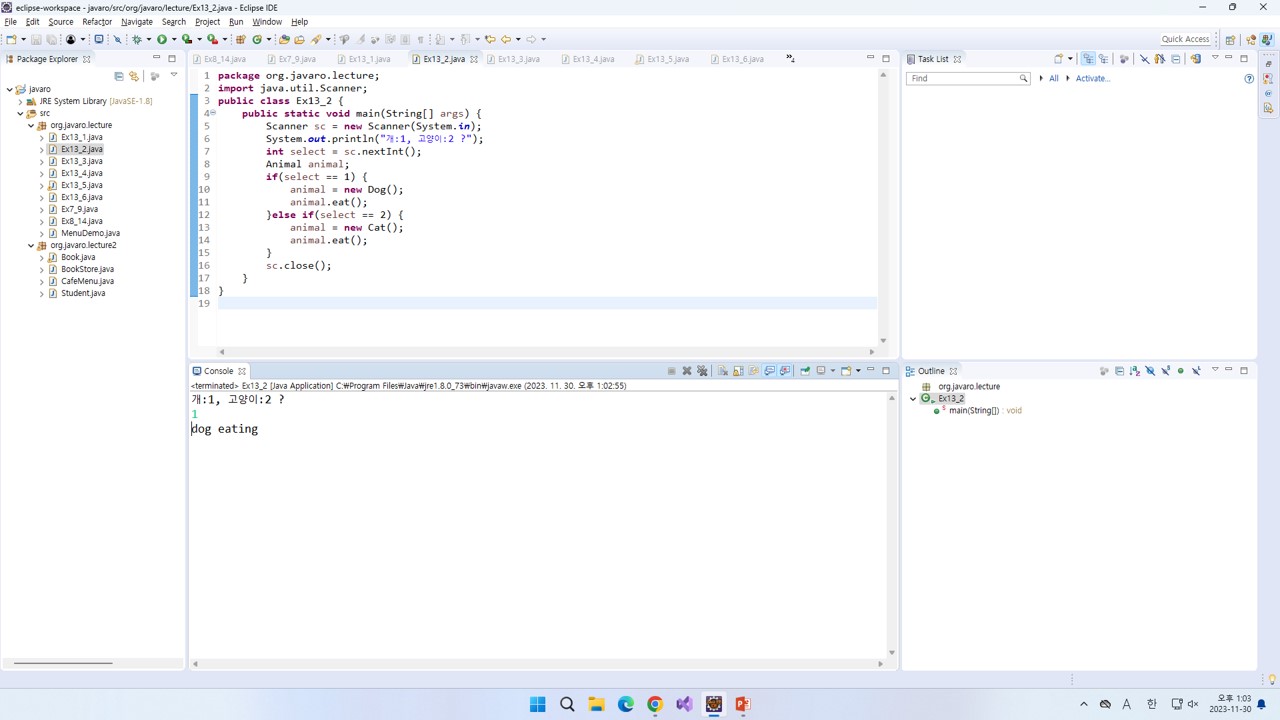 eclipse-workspace - javaro/src/org/javaro/lecture/Ex13_2.java - Eclipse IDE
File Edit Source Refactor Navigate Search Project Run Window Help
Quick Access
Package Explorer
javaro
JRE System Library [JavaSE-1.8]
src
org.javaro.lecture
Ex13_1.java
Ex13_2.java
Ex13_3.java
Ex13_4.java
Ex13_5.java
Ex13_6.java
Ex7_9.java
Ex8_14.java
MenuDemo.java
org.javaro.lecture2
Book.java
BookStore.java
CafeMenu.java
Student.java
Ex8_14.java Ex7_9.java Ex13_1.java Ex13_2.java Ex13_3.java Ex13_4.java Ex13_5.java Ex13_6.java
1 package org.javaro.lecture;
2 import java.util.Scanner;
3 public class Ex13_2 {
4 public static void main(String[] args) {
5 Scanner sc = new Scanner(System.in);
6 System.out.println("개:1, 고양이:2 ?");
7 int select = sc.nextInt();
8 Animal animal;
9 if(select == 1) {
10 animal = new Dog();
11 animal.eat();
12 }else if(select == 2) {
13 animal = new Cat();
14 animal.eat();
15 }
16 sc.close();
17 }
18 }
19
Task List
Find All Activate...
Console
<terminated> Ex13_2 [Java Application] C:₩Program Files₩Java₩jre1.8.0_73₩bin₩javaw.exe (2023. 11. 30. 오후 1:02:55)
개:1, 고양이:2 ?
1
dog eating
Outline
org.javaro.lecture
Ex13_2
main(String[]) : void
A 한 오후 1:03
2023-11-30